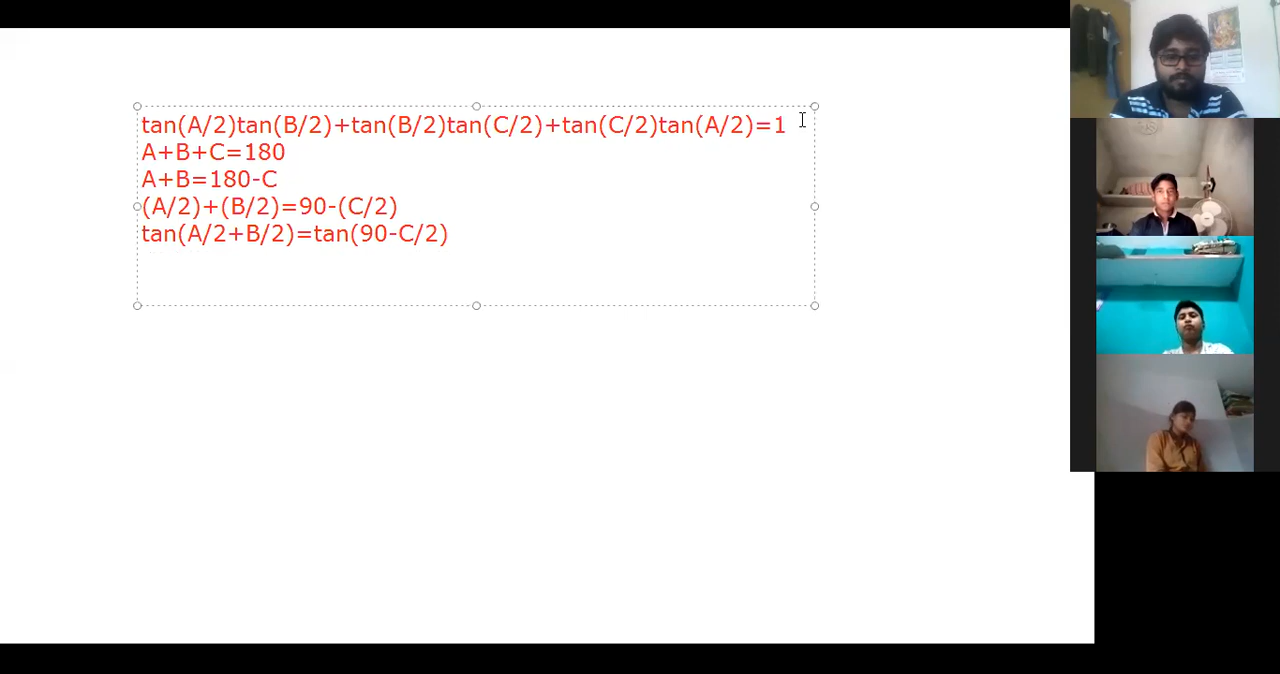 tan(A/2)tan(B/2)+tan(B/2)tan(C/2)+tan(C/2)tan(A/2)=1
A+B+C=180
A+B=180-C
(A/2)+(B/2)=90-(C/2)
tan(A/2+B/2)=tan(90-C/2)